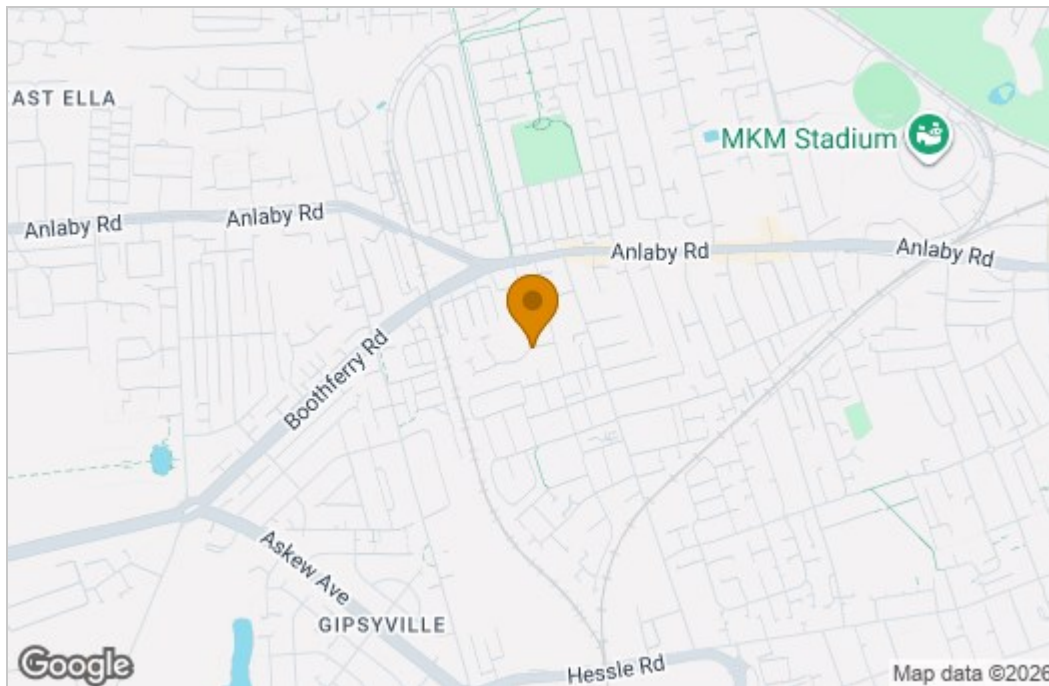 AST ELLA
MKM Stadium
Anlaby Rd
Anlaby Rd
Anlaby Rd
Anlaby Rd
Boothferry Rd
Askew Ave
GIPSYVILLE
Hessle Rd
Google
Map data ©2026